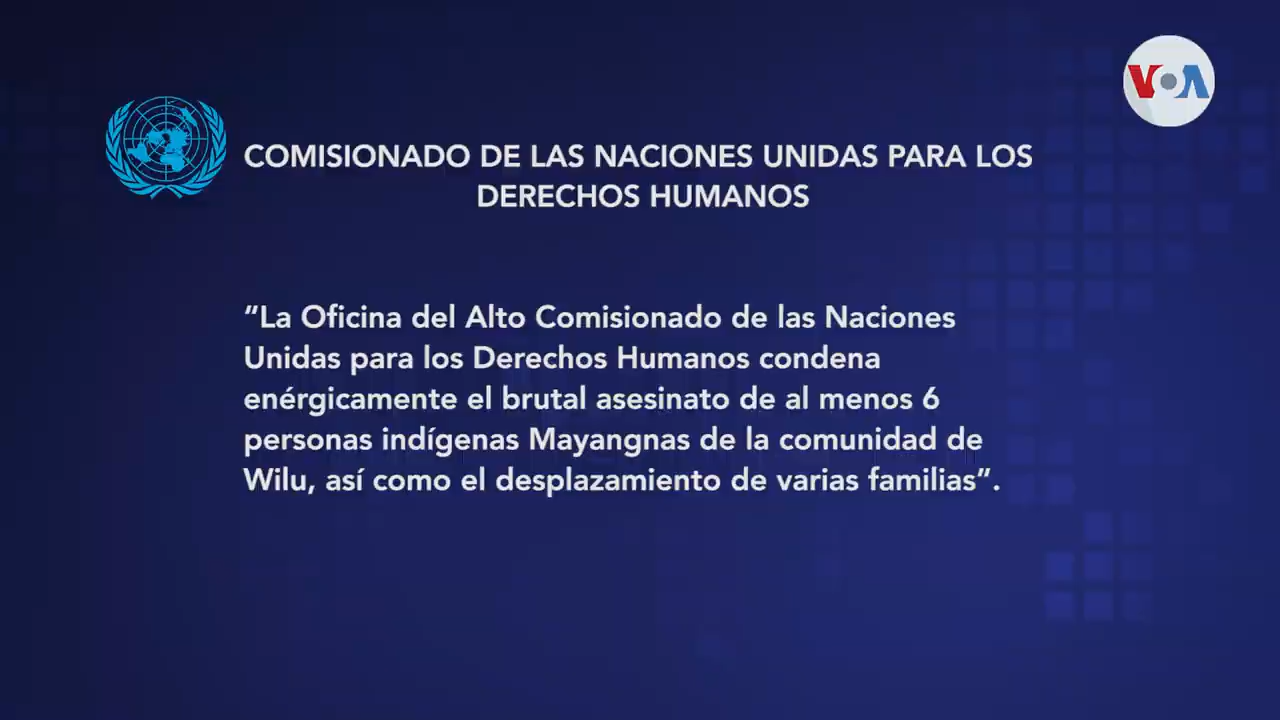 VOA
COMISIONADO DE LAS NACIONES UNIDAS PARA LOS
DERECHOS HUMANOS
”La Oficina del Alto Comisionado de las Naciones
Unidas para los Derechos Humanos condena
enérgicamente el brutal asesinato de al menos 6
personas indígenas Mayangnas de la comunidad de
Wilu, así como el desplazamiento de varias familias”.